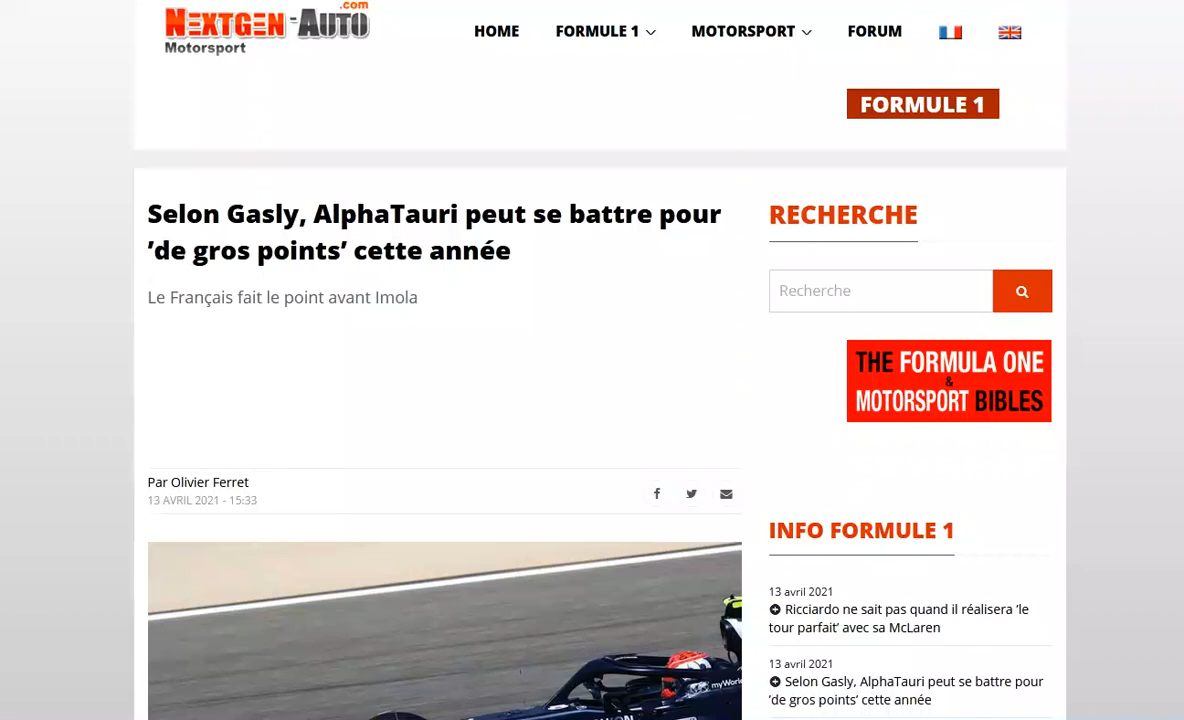 .com
NEXTGEN-AUTO
Motorsport
HOME
FORMULE 1
MOTORSPORT
FORUM
FORMULE 1
Selon Gasly, AlphaTauri peut se battre pour
’de gros points’ cette année
Le Français fait le point avant Imola
Par Olivier Ferret
13 AVRIL 2021 - 15:33
myWorld
RECHERCHE
Recherche
THE FORMULA ONE
&
MOTORSPORT BIBLES
INFO FORMULE 1
13 avril 2021
Ricciardo ne sait pas quand il réalisera ’le
tour parfait’ avec sa McLaren
13 avril 2021
Selon Gasly, AlphaTauri peut se battre pour
’de gros points’ cette année